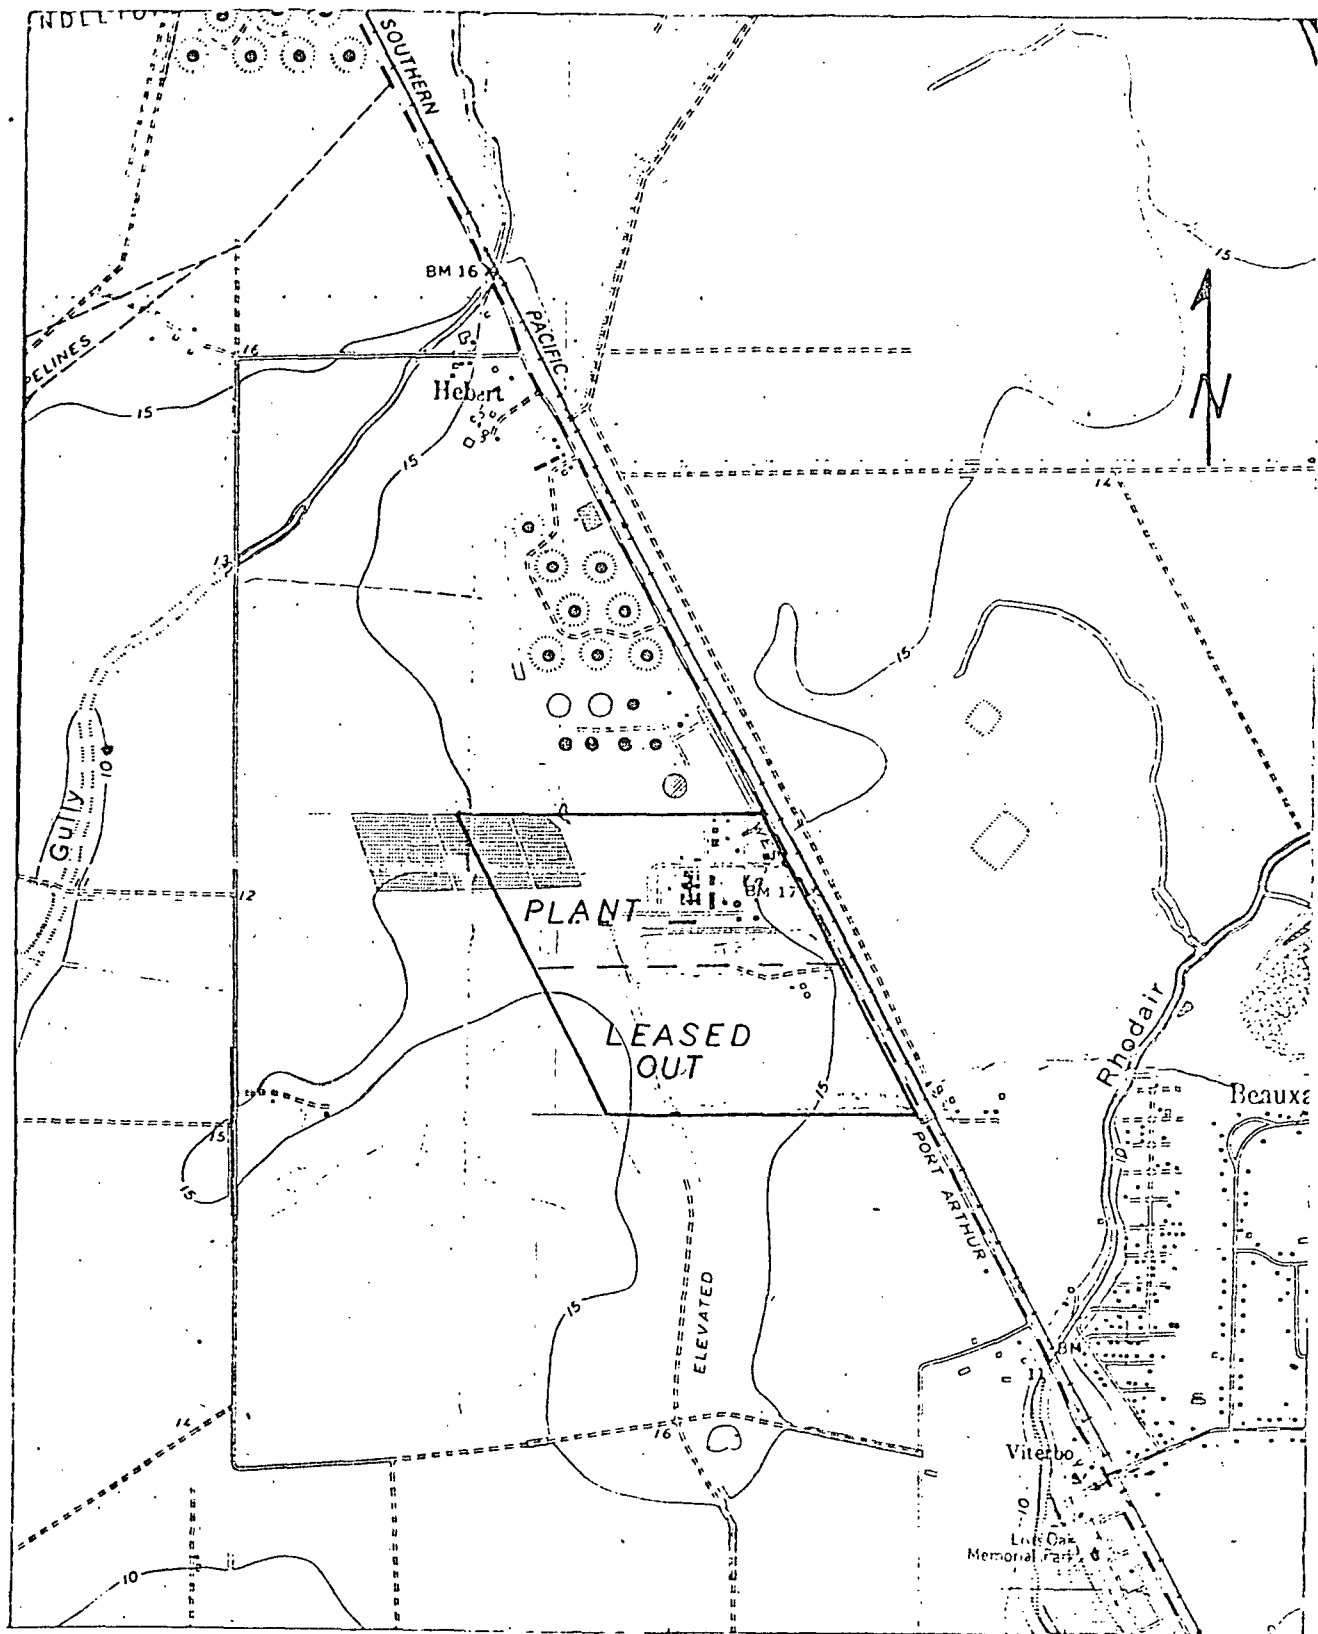 SOUTHERN
BM 16
PACIFIC
PELINES
16
15
15
Hebert
15
14
N
13
15
10
Gully
12
BM 17
PLANT
LEASED
OUT
Rhodair
Beauxa
15
15
15
PORT ARTHUR
10
15
ELEVATED
BM
11
14
16
Viterbo
10
10
Memorial Park